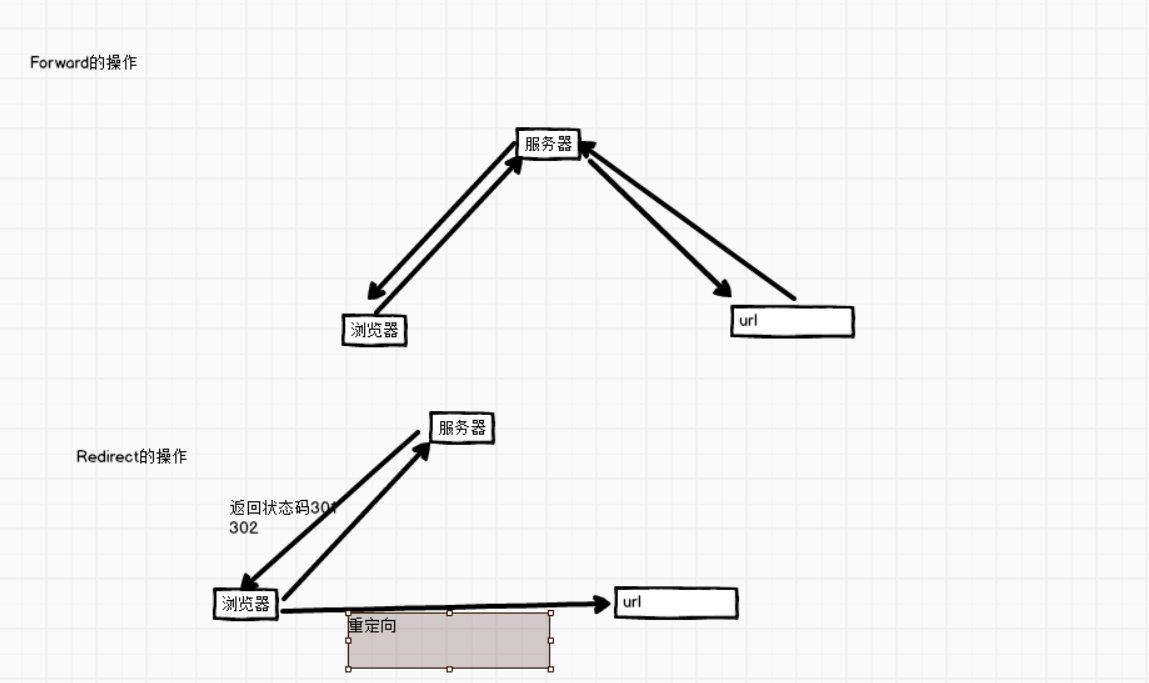 Forward的操作
服务器
浏览器
url
服务器
Redirect的操作
返回状态码301
302
浏览器
url
重定向